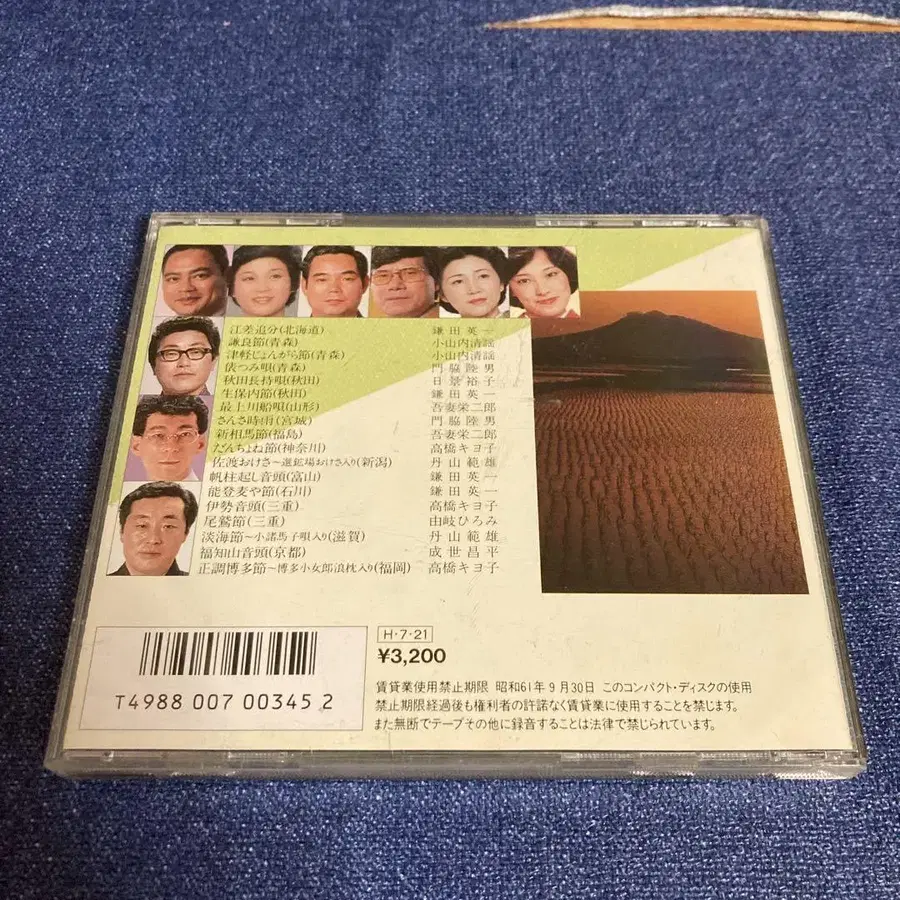 江差追分(北海道) 鎌田英一
謙良節(青森) 小山内清謡
津軽じょんがら節(青森) 小山内清謡
俵つみ唄(青森) 門脇陸男
秋田長持唄(秋田) 日景裕子
生保内節(秋田) 鎌田英一
最上川船唄(山形) 吾妻栄二郎
さんさ時雨(宮城) 門脇陸男
新相馬節(福島) 吾妻栄二郎
だんちょね節(神奈川) 高橋キヨ子
佐渡おけさ〜選鉱場おけさ入り(新潟) 丹山範雄
帆柱起し音頭(富山) 鎌田英一
能登麦や節(石川) 鎌田英一
伊勢音頭(三重) 高橋キヨ子
尾鷲節(三重) 由岐ひろみ
淡海節〜小諸馬子唄入り(滋賀) 丹山範雄
福知山音頭(京都) 成世昌平
正調博多節〜博多小女郎浪枕入り(福岡) 高橋キヨ子
T4988 007 00345 2
H·7·21
¥3,200
賃貸業使用禁止期限 昭和61年9月30日 このコンパクト・ディスクの使用
禁止期限経過後も権利者の許諾なく賃貸業に使用することを禁じます。
また無断でテープその他に録音することは法律で禁じられています。